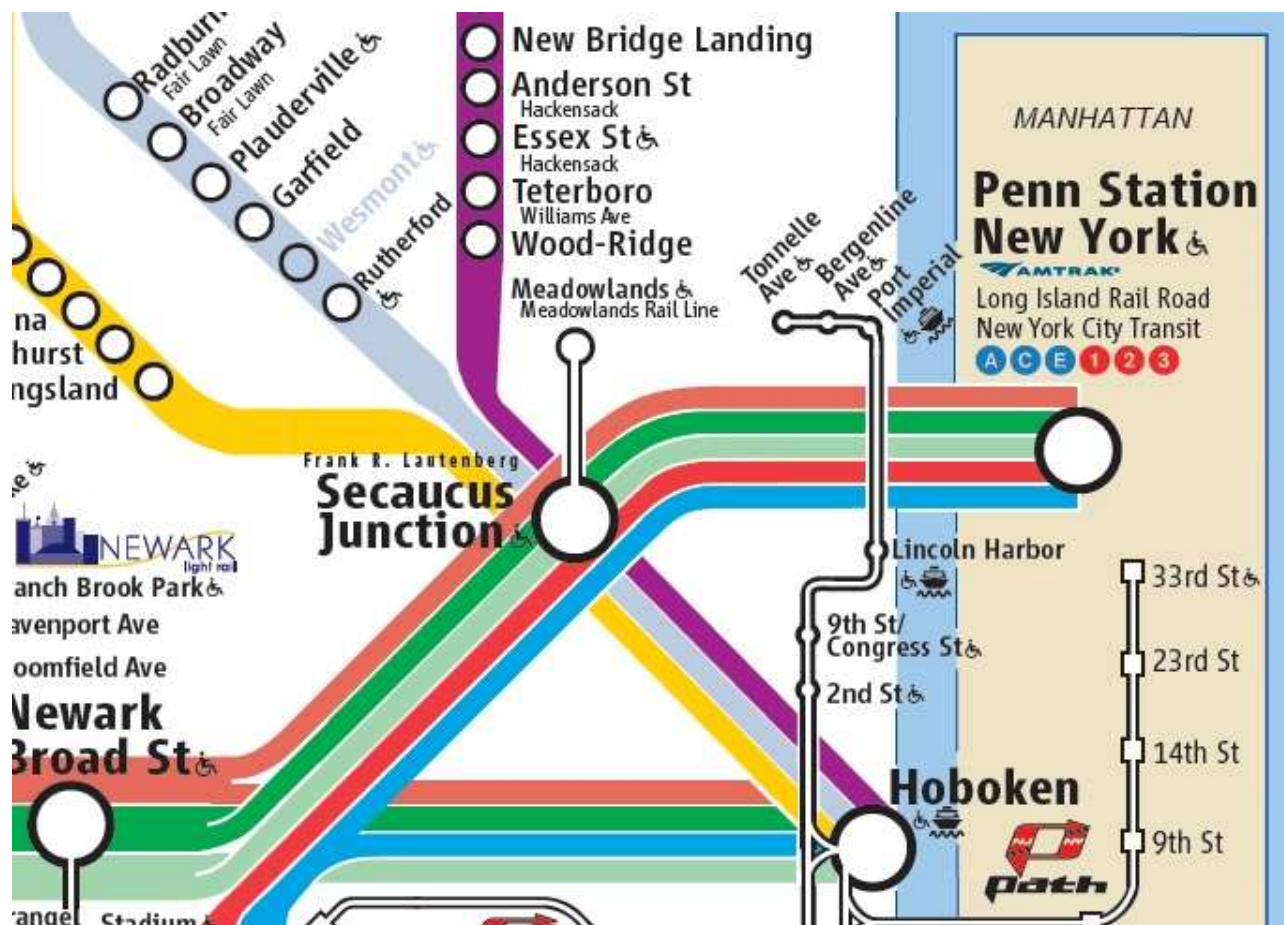 Radburn
Fair Lawn
Broadway
Fair Lawn
Plauderville
Garfield
Wesmont
Rutherford
New Bridge Landing
Anderson St
Hackensack
Essex St
Hackensack
Teterboro
Williams Ave
Wood-Ridge
Meadowlands
Meadowlands Rail Line
Tonnelle
Ave
Bergenline
Ave
Port
Imperial
MANHATTAN
Penn Station
New York
AMTRAK
Long Island Rail Road
New York City Transit
A C E 1 2 3
na
hurst
ngsland
Frank R. Lautenberg
Secaucus
Junction
ke
NEWARK
light rail
anch Brook Park
avenport Ave
oomfield Ave
Newark
Broad St
Lincoln Harbor
9th St/
Congress St
2nd St
Hoboken
33rd St
23rd St
14th St
9th St
path
range
Stadium